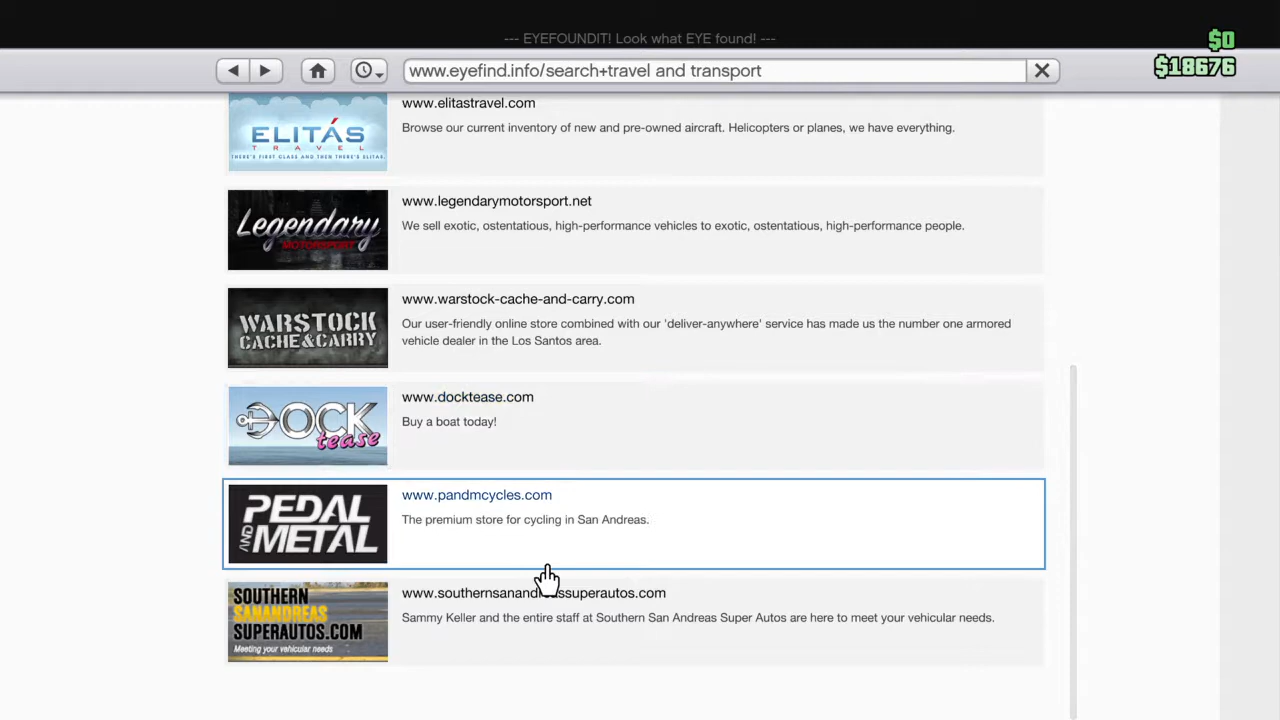 --- EYEFOUNDIT! Look what EYE found! ---
$0
www.eyefind.info/search+travel and transport
$18676
www.elitastravel.com
ELITÁS
TRAVEL
THERE'S FIRST CLASS AND THEN THERE'S ELITAS.
Browse our current inventory of new and pre-owned aircraft. Helicopters or planes, we have everything.
www.legendarymotorsport.net
Legendary
MOTORSPORT
We sell exotic, ostentatious, high-performance vehicles to exotic, ostentatious, high-performance people.
www.warstock-cache-and-carry.com
WARSTOCK
CACHE&CARRY
Our user-friendly online store combined with our 'deliver-anywhere' service has made us the number one armored
vehicle dealer in the Los Santos area.
www.docktease.com
DOCK
tease
Buy a boat today!
www.pandmcycles.com
PEDAL
AND METAL
The premium store for cycling in San Andreas.
www.southernsanandreassuperautos.com
SOUTHERN
SANANDREAS
SUPERAUTOS.COM
Meeting your vehicular needs
Sammy Keller and the entire staff at Southern San Andreas Super Autos are here to meet your vehicular needs.